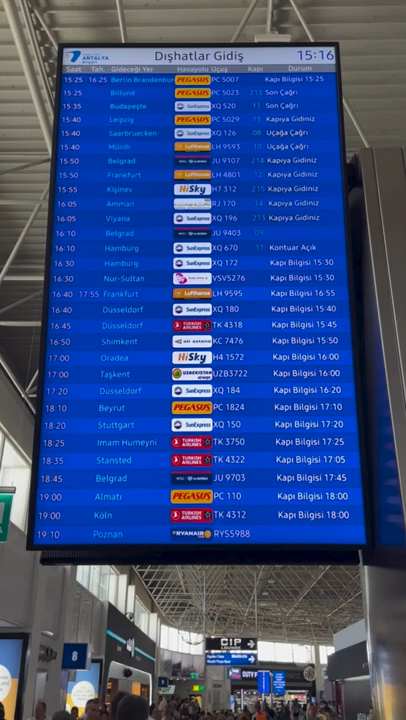 ANTALYA Dışhatlar Gidiş 15:16
Saat Tah. Gideceği Yer Havayolu Uçuş Kapı Durum
15:25 16:25 Berlin Brandenbur PEGASUS PC 5007 Kapı Bilgisi 15:25
15:25 Billund PEGASUS PC 5023 213 Son Çağrı
15:35 Budapeşte SunExpress XQ 520 11 Son Çağrı
15:40 Leipzig PEGASUS PC 5029 15 Kapıya Gidiniz
15:40 Saarbruecken SunExpress XQ 126 08 Uçağa Çağrı
15:40 Münih Lufthansa LH 9593 10 Uçağa Çağrı
15:50 Belgrad JU 9107 214 Kapıya Gidiniz
15:50 Frankfurt Lufthansa LH 4801 12 Kapıya Gidiniz
15:55 Kişinev HiSky H7 312 215 Kapıya Gidiniz
16:05 Amman RJ 170 14 Kapıya Gidiniz
16:05 Viyana SunExpress XQ 196 213 Kapıya Gidiniz
16:10 Belgrad JU 9403 09
16:10 Hamburg SunExpress XQ 670 11 Kontuar Açık
16:30 Hamburg SunExpress XQ 172 Kapı Bilgisi 15:30
16:30 Nur-Sultan VSV5276 Kapı Bilgisi 15:30
16:40 17:55 Frankfurt Lufthansa LH 9595 Kapı Bilgisi 16:55
16:40 Düsseldorf SunExpress XQ 180 Kapı Bilgisi 15:40
16:45 Düsseldorf TURKISH AIRLINES TK 4318 Kapı Bilgisi 15:45
16:50 Shimkent air astana KC 7476 Kapı Bilgisi 15:50
17:00 Oradea HiSky H4 1572 Kapı Bilgisi 16:00
17:00 Taşkent UZBEKISTAN airways UZB3722 Kapı Bilgisi 16:00
17:20 Düsseldorf SunExpress XQ 184 Kapı Bilgisi 16:20
18:10 Beyrut PEGASUS PC 1824 Kapı Bilgisi 17:10
18:20 Stuttgart SunExpress XQ 150 Kapı Bilgisi 17:20
18:25 Imam Humeyni TURKISH AIRLINES TK 3750 Kapı Bilgisi 17:25
18:35 Stansted TURKISH AIRLINES TK 4322 Kapı Bilgisi 17:05
18:45 Belgrad JU 9703 Kapı Bilgisi 17:45
19:00 Almatı PEGASUS PC 110 Kapı Bilgisi 18:00
19:00 Köln TURKISH AIRLINES TK 4312 Kapı Bilgisi 18:00
19:10 Poznan RYANAIR RYS5988
CIP
LOUNGE
8
DUTY F